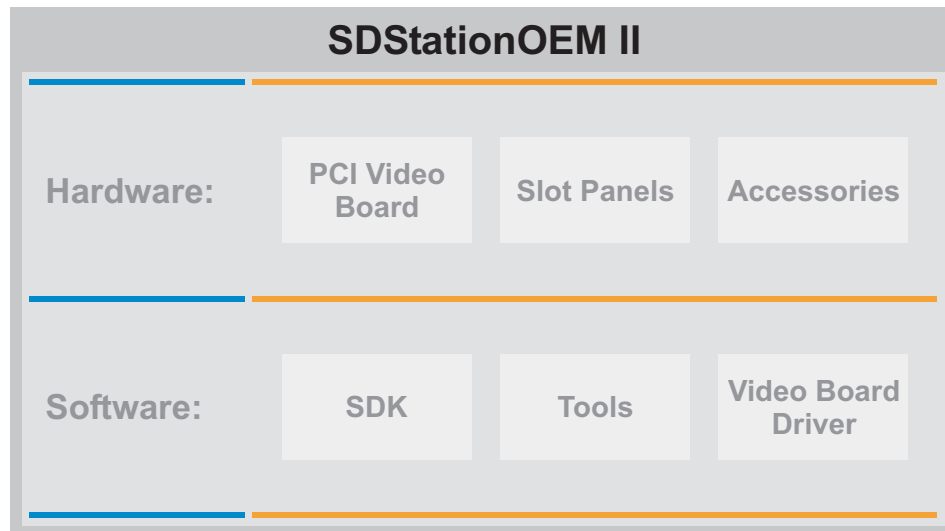 SDStationOEM II
Hardware:
PCI Video
Board
Slot Panels
Accessories
Software:
SDK
Tools
Video Board
Driver